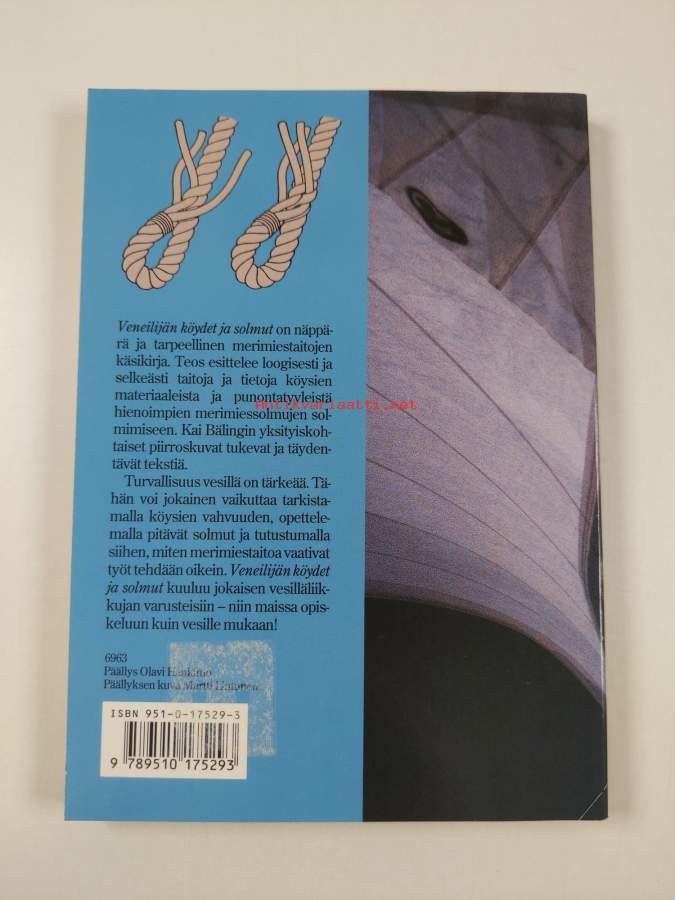 Veneilijän köydet ja solmut on näppä-
rä ja tarpeellinen merimiestaitojen
käsikirja. Teos esittelee loogisesti ja
selkeästi taitoja ja tietoja köysien
materiaaleista ja punontatyyleistä
hienoimpien merimiessolmujen sol-
mimiseen. Kai Bälingin yksityiskoh-
taiset piirroskuvat tukevat ja täyden-
tävät tekstiä.
Turvallisuus vesillä on tärkeää. Tä-
hän voi jokainen vaikuttaa tarkista-
malla köysien vahvuuden, opettele-
malla pitävät solmut ja tutustumalla
siihen, miten merimiestaitoa vaativat
työt tehdään oikein. Veneilijän köydet
ja solmut kuuluu jokaisen vesilläliik-
kujan varusteisiin – niin maissa opis-
keluun kuin vesille mukaan!
6963
Päällys Olavi
Päällyksen kuva Martti
ISBN 951-0-17529-3
9 789510 175293
Antikvariaatti.net